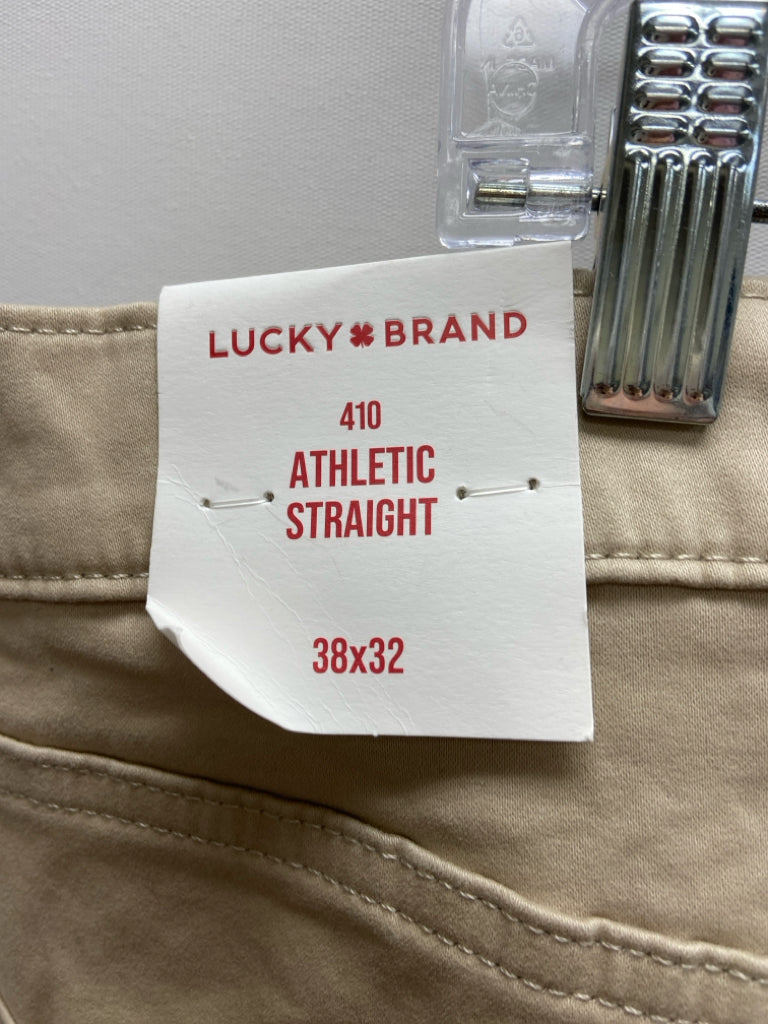 LUCKY BRAND
410
ATHLETIC
STRAIGHT
38x32